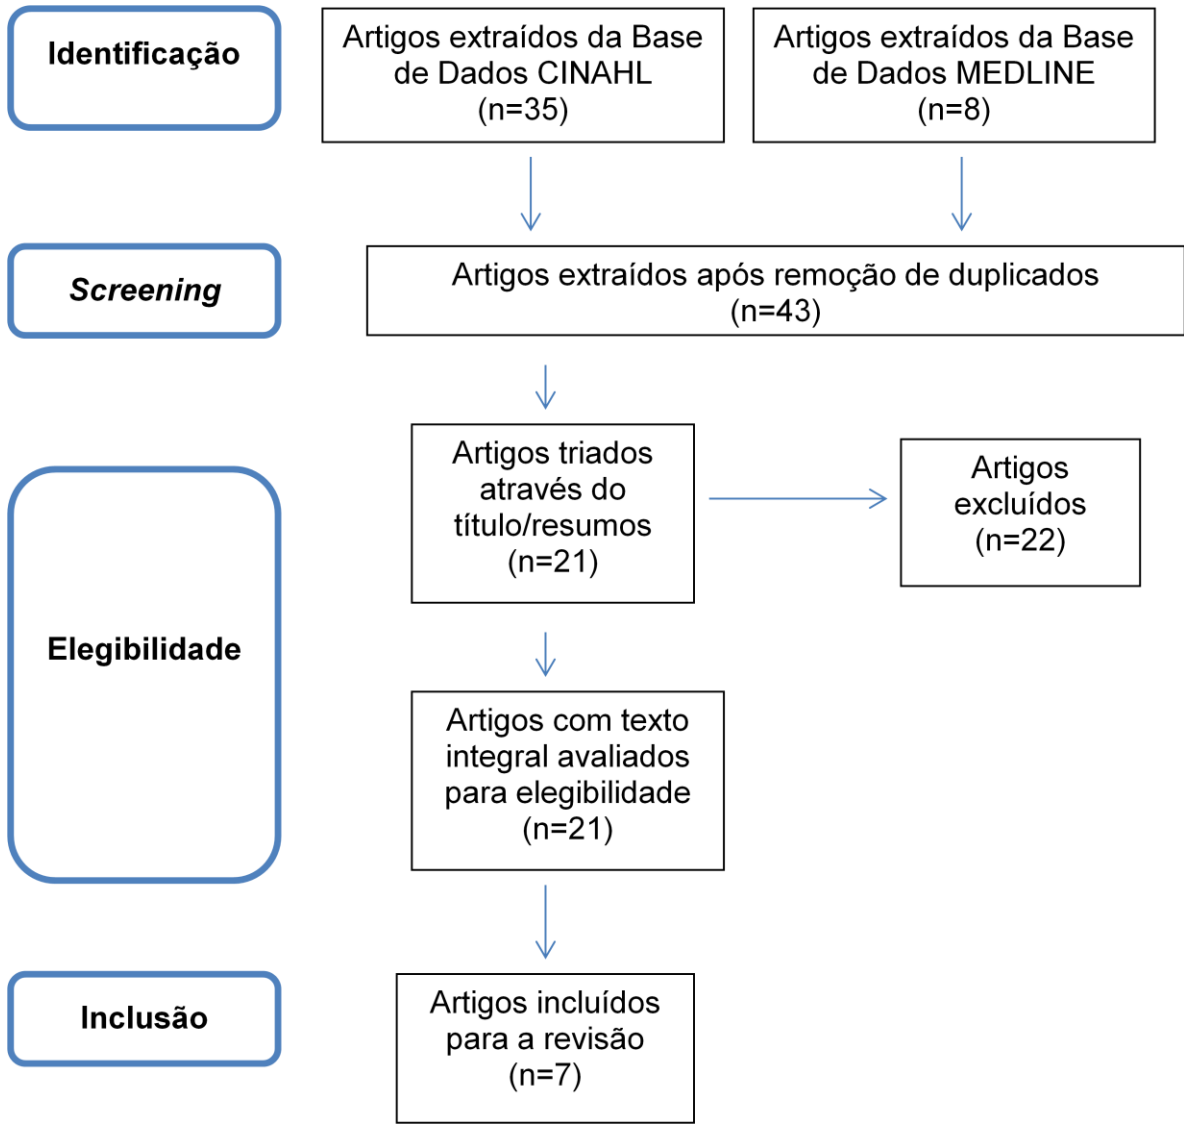 Identificação
Artigos extraídos da Base
de Dados CINAHL
(n=35)
Artigos extraídos da Base
de Dados MEDLINE
(n=8)
Screening
Artigos extraídos após remoção de duplicados
(n=43)
Elegibilidade
Artigos triados
através do
título/resumos
(n=21)
Artigos
excluídos
(n=22)
Artigos com texto
integral avaliados
para elegibilidade
(n=21)
Inclusão
Artigos incluídos
para a revisão
(n=7)